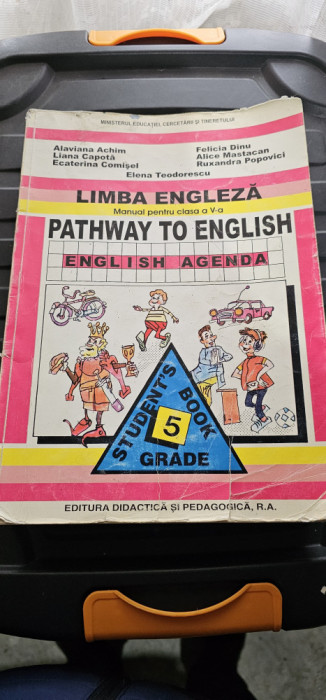 MINISTERUL EDUCAȚIEI, CERCETĂRII ȘI TINERETULUI
Alaviana Achim Felicia Dinu
Liana Capotă Alice Mastacan
Ecaterina Comișel Ruxandra Popovici
Elena Teodorescu
LIMBA ENGLEZĂ
Manual pentru clasa a V-a
PATHWAY TO ENGLISH
ENGLISH AGENDA
STUDENT'S BOOK
5
GRADE
EDITURA DIDACTICĂ ȘI PEDAGOGICĂ, R.A.